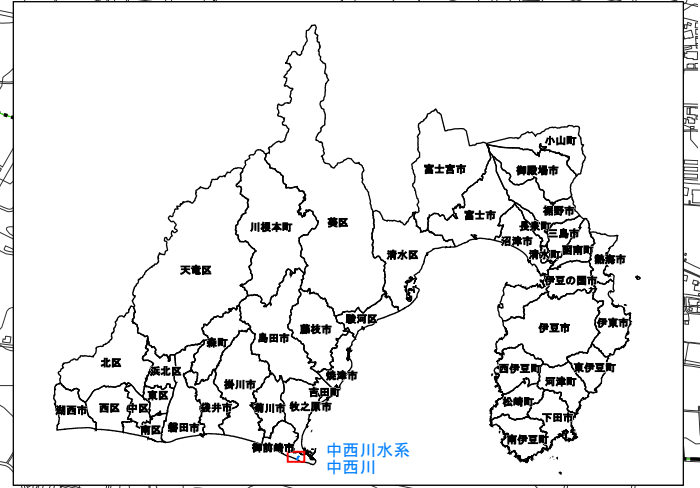 小山町
御殿場市
富士宮市
裾野市
富士市
葵区
長泉町
三島市
川根本町
沼津市
函南町
清水町
清水区
熱海市
天竜区
伊豆の国市
駿河区
伊東市
伊豆市
藤枝市
島田市
森町
北区
浜北区
西伊豆町
東伊豆町
焼津市
河津町
掛川市
吉田町
東区
松崎町
湖西市
西区
中区
袋井市
菊川市
牧之原市
下田市
南区
磐田市
南伊豆町
御前崎市
中西川水系
中西川